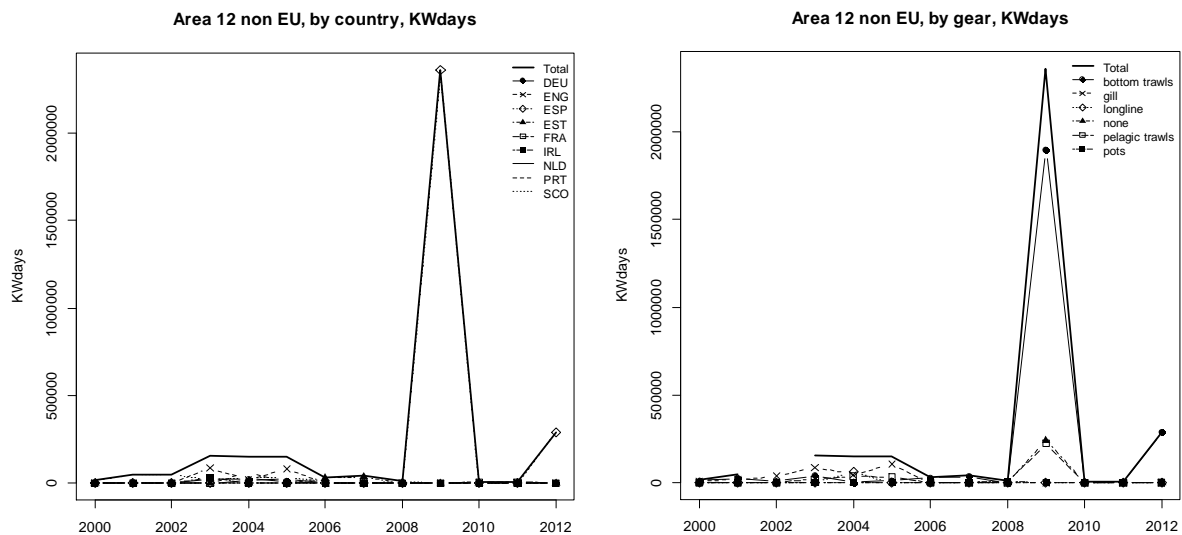 Area 12 non EU, by country, KWdays
KWdays
2000000
1500000
1000000
500000
0
2000 2002 2004 2006 2008 2010 2012
Total
DEU
ENG
ESP
EST
FRA
IRL
NLD
PRT
SCO
Area 12 non EU, by gear, KWdays
KWdays
2000000
1500000
1000000
500000
0
2000 2002 2004 2006 2008 2010 2012
Total
bottom trawls
gill
longline
none
pelagic trawls
pots